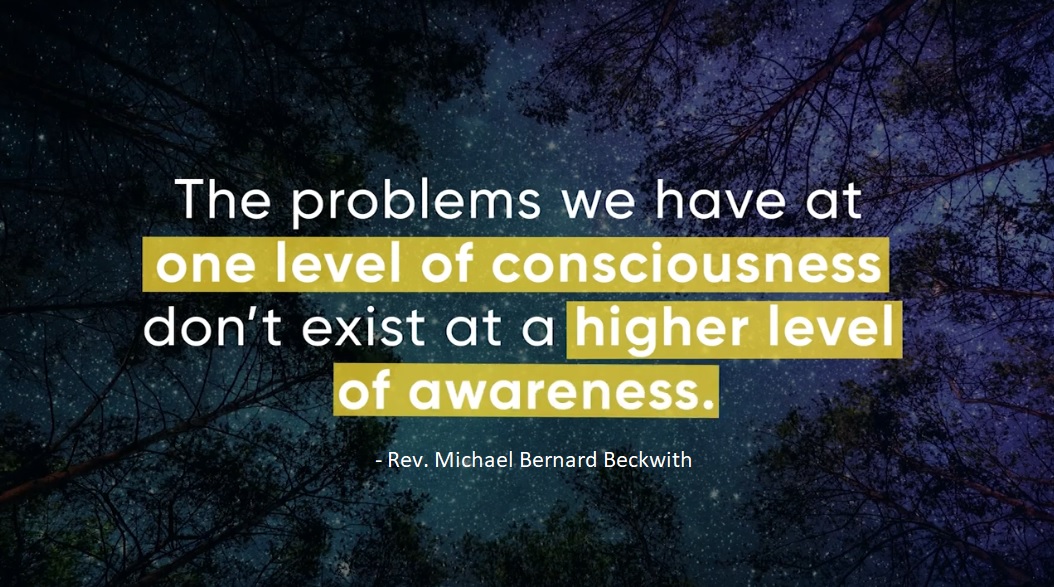 The problems we have at
one level of consciousness
don't exist at a higher level
of awareness.
- Rev. Michael Bernard Beckwith